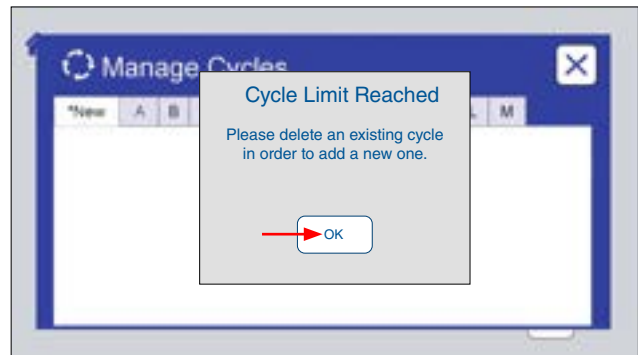 Manage Cycles
*New A B L M
Cycle Limit Reached
Please delete an existing cycle
in order to add a new one.
OK